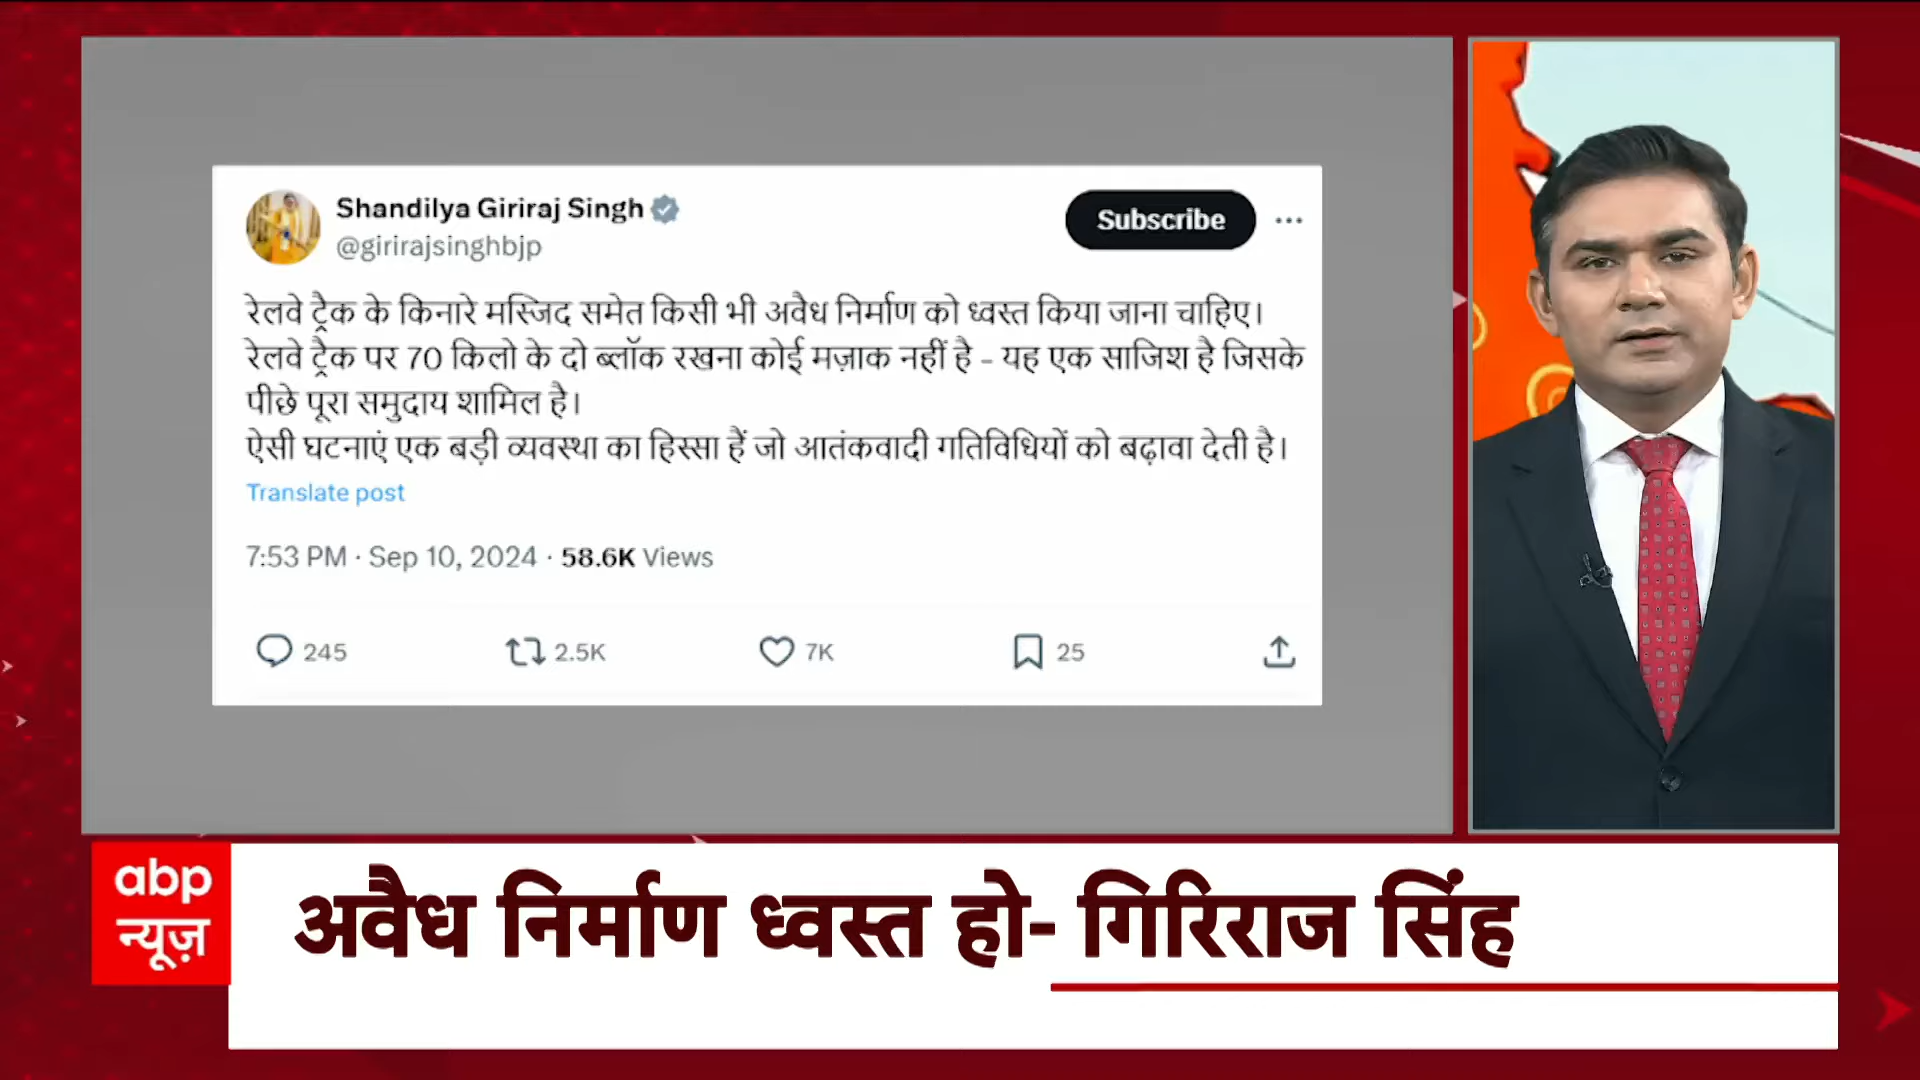 Shandilya Giriraj Singh
@girirajsinghbjp
Subscribe
रेलवे ट्रैक के किनारे मस्जिद समेत किसी भी अवैध निर्माण को ध्वस्त किया जाना चाहिए।
रेलवे ट्रैक पर 70 किलो के दो ब्लॉक रखना कोई मज़ाक नहीं है - यह एक साजिश है जिसके
पीछे पूरा समुदाय शामिल है।
ऐसी घटनाएं एक बड़ी व्यवस्था का हिस्सा हैं जो आतंकवादी गतिविधियों को बढ़ावा देती है।
Translate post
7:53 PM · Sep 10, 2024 · 58.6K Views
245 2.5K 7K 25
abp
न्यूज़
अवैध निर्माण ध्वस्त हो- गिरिराज सिंह